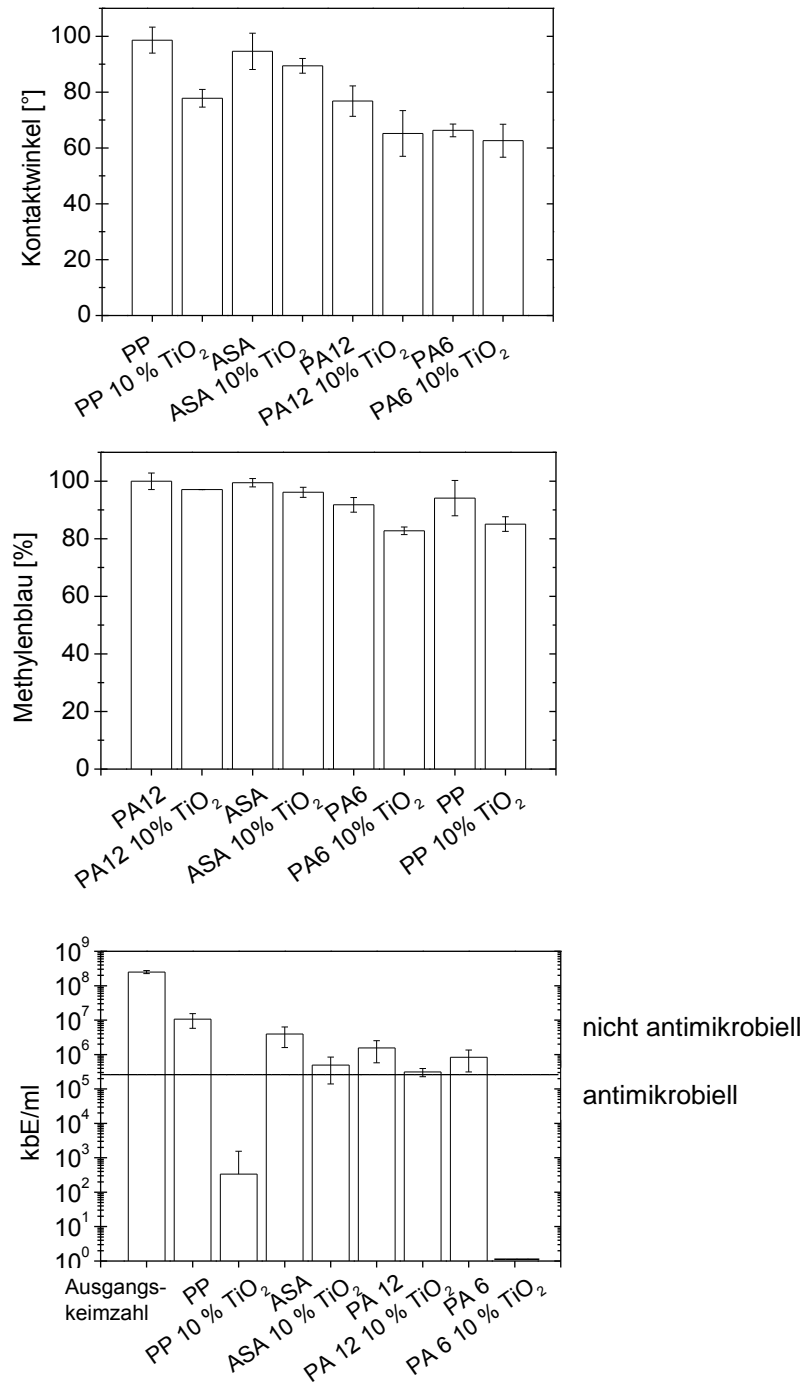 Kontaktwinkel [°]
100
80
60
40
20
0
PP
PP 10 % TiO₂
ASA
ASA 10% TiO₂
PA12
PA12 10% TiO₂
PA6
PA6 10% TiO₂
Methylenblau [%]
100
80
60
40
20
0
PA12
PA12 10% TiO₂
ASA
ASA 10% TiO₂
PA6
PA6 10% TiO₂
PP
PP 10% TiO₂
kbE/ml
10⁹
10⁸
10⁷
10⁶
10⁵
10⁴
10³
10²
10¹
10⁰
nicht antimikrobiell
antimikrobiell
Ausgangs-
keimzahl
PP
PP 10 % TiO₂
ASA
ASA 10 % TiO₂
PA 12
PA 12 10 % TiO₂
PA 6
PA 6 10 % TiO₂